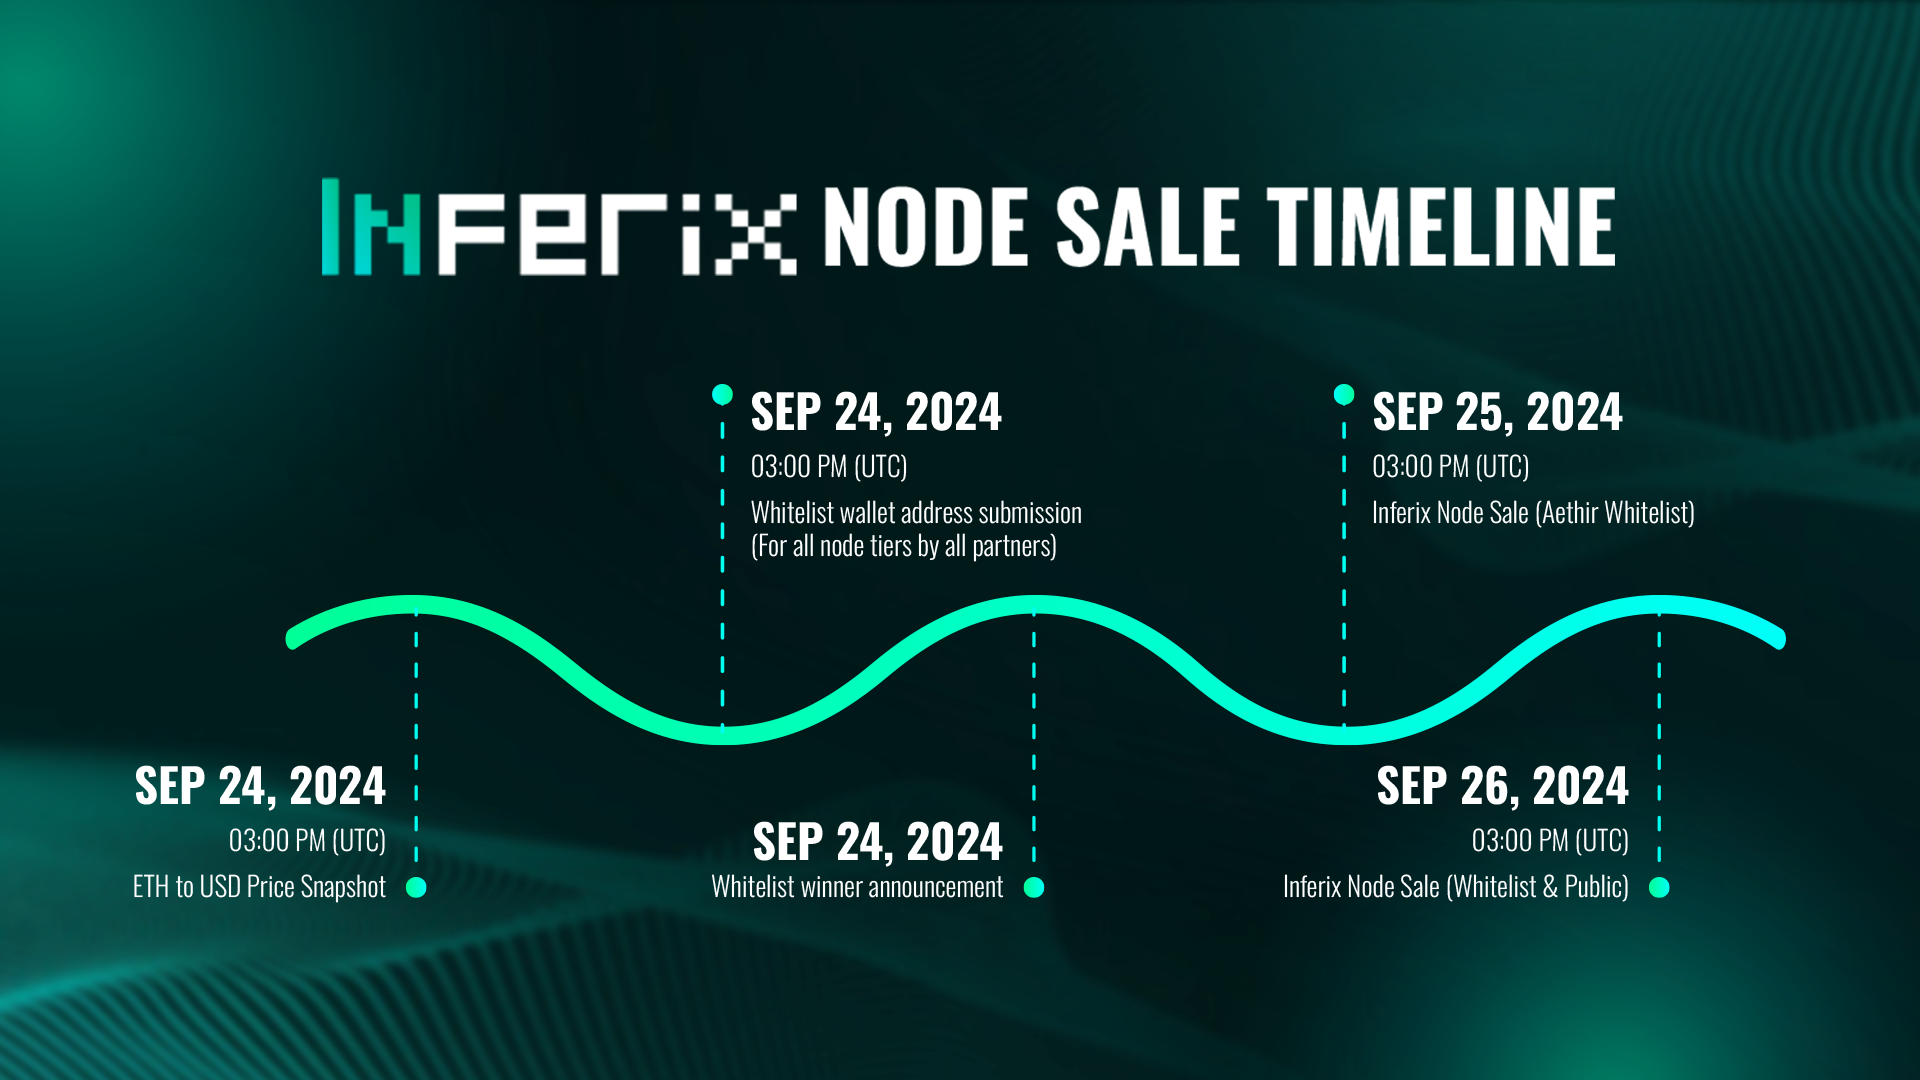 Inferix NODE SALE TIMELINE
SEP 24, 2024
03:00 PM (UTC)
ETH to USD Price Snapshot
SEP 24, 2024
03:00 PM (UTC)
Whitelist wallet address submission
(For all node tiers by all partners)
SEP 24, 2024
Whitelist winner announcement
SEP 25, 2024
03:00 PM (UTC)
Inferix Node Sale (Aethir Whitelist)
SEP 26, 2024
03:00 PM (UTC)
Inferix Node Sale (Whitelist & Public)